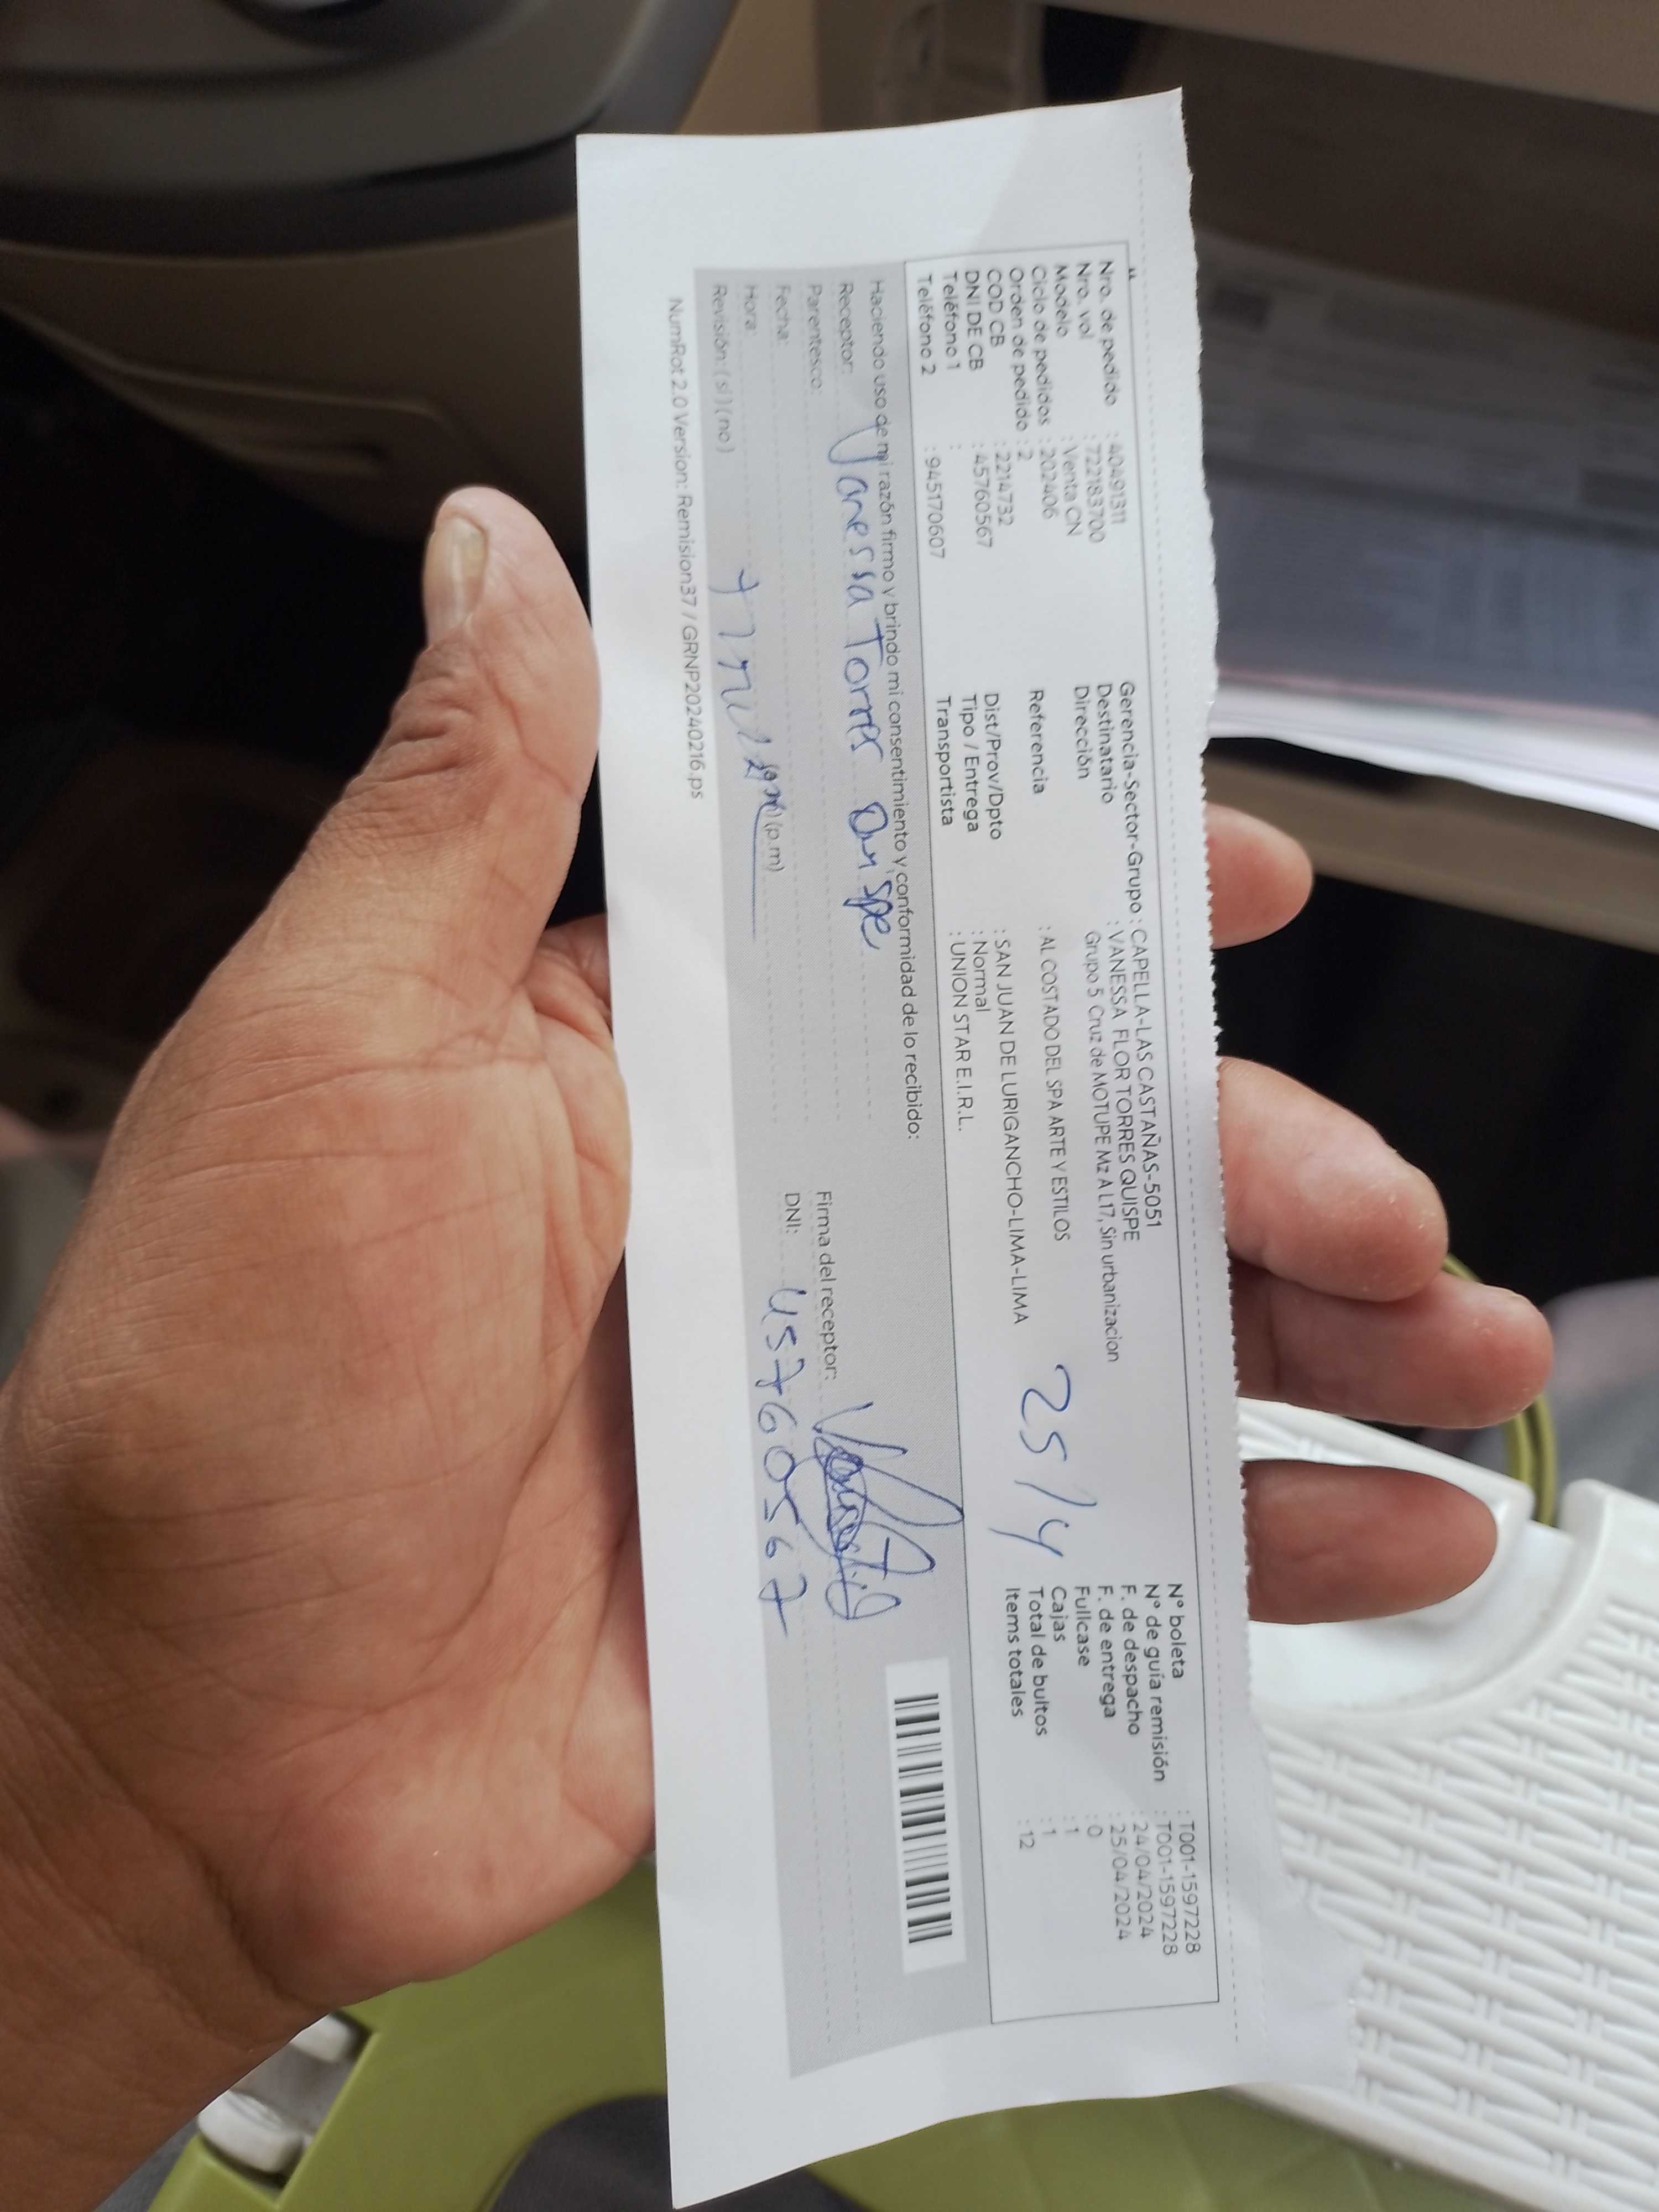 Nro. de pedido : 40491311
Nro. vol : 722183700
Modelo : Venta CN
Ciclo de pedidos : 202406
Orden de pedido : 2
COD CB : 2214732
DNI DE CB : 45760567
Teléfono 1 :
Teléfono 2 : 945170607
Gerencia-Sector-Grupo : CAPELLA-LAS CASTAÑAS-5051
Destinatario : VANESSA FLOR TORRES QUISPE
Dirección : Grupo 5 Cruz de MOTUPE Mz A L17, Sin urbanizacion
Referencia : AL COSTADO DEL SPA ARTE Y ESTILOS
Dist/Prov/Dpto : SAN JUAN DE LURIGANCHO-LIMA-LIMA
Tipo / Entrega : Normal
Transportista : UNION STAR E.I.R.L.
25/4
N° boleta : T001-1597228
N° de guía remisión : T001-1597228
F. de despacho : 24/04/2024
F. de entrega : 25/04/2024
Fullcase : 0
Cajas : 1
Total de bultos : 1
Items totales : 12
Haciendo uso de mi razón firmo y brindo mi consentimiento y conformidad de lo recibido:
Receptor: Vanessa Torres
Parentesco:
Fecha:
Hora: (p.m)
Revisión: (si) (no)
Firma del receptor:
DNI: 45760567
NumRot 2.0 Version: Remision37 / GRNP20240216.ps